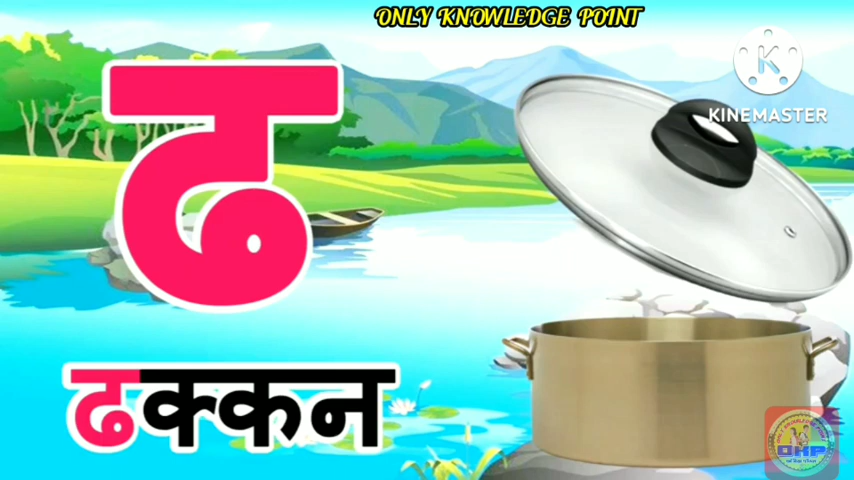 ONLY KNOWLEDGE POINT
KINEMASTER
ढ
ढक्कन
OKP